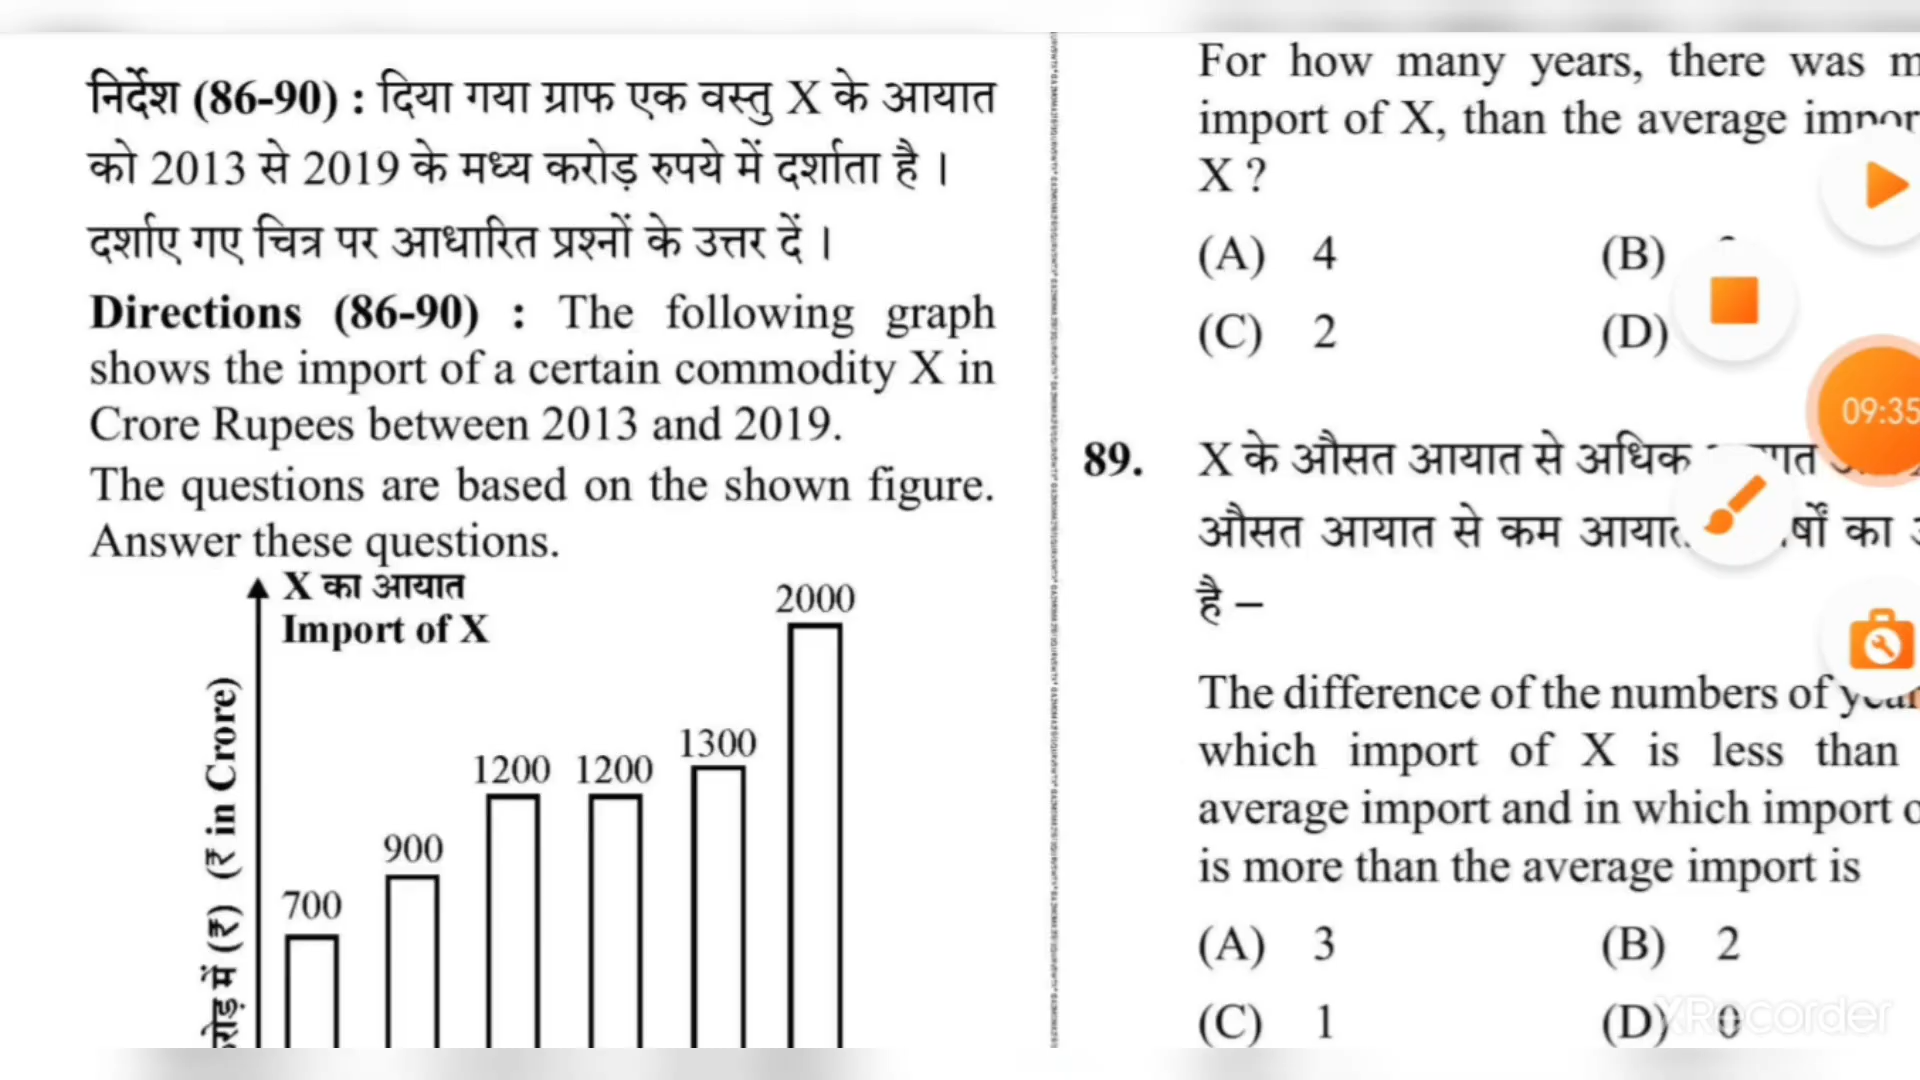 निर्देश (86-90) : दिया गया ग्राफ एक वस्तु X के आयात
को 2013 से 2019 के मध्य करोड़ रुपये में दर्शाता है ।
दर्शाए गए चित्र पर आधारित प्रश्नों के उत्तर दें ।
Directions (86-90) : The following graph
shows the import of a certain commodity X in
Crore Rupees between 2013 and 2019.
The questions are based on the shown figure.
Answer these questions.
X का आयात
Import of X
(₹ in Crore)
में (₹)
700
900
1200
1200
1300
2000
For how many years, there was
import of X, than the average
X ?
(A) 4
(B)
(C) 2
(D)
89. X के औसत आयात से अधिक
औसत आयात से कम का
है –
The difference of the numbers of
which import of X is less than
average import and in which import
is more than the average import is
(A) 3
(B) 2
(C) 1
(D) 0
09:35
XRecorder